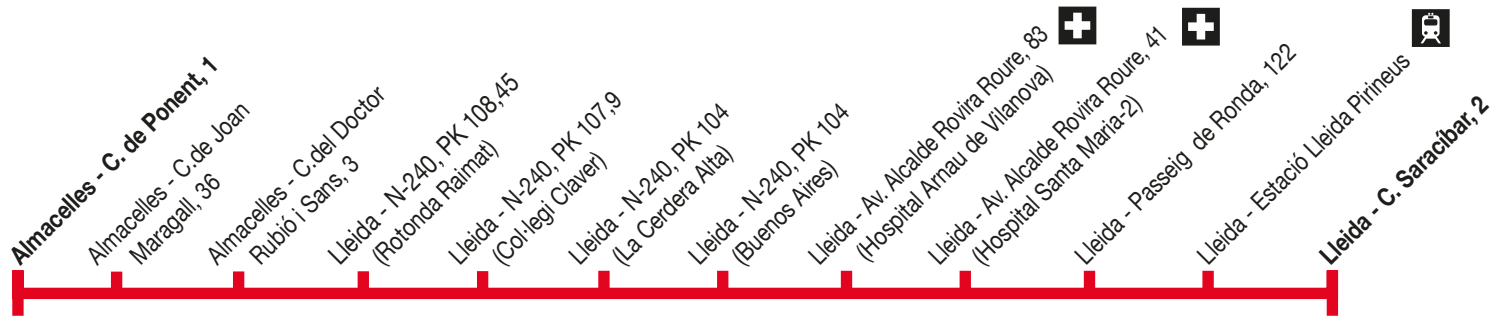 Almacelles - C. de Ponent, 1
Almacelles - C.de Joan
Maragall, 36
Almacelles - C.del Doctor
Rubió i Sans, 3
Lleida - N-240, PK 108,45
(Rotonda Raimat)
Lleida - N-240, PK 107,9
(Col·legi Claver)
Lleida - N-240, PK 104
(La Cerdera Alta)
Lleida - N-240, PK 104
(Buenos Aires)
Lleida - Av. Alcalde Rovira Roure, 83
(Hospital Arnau de Vilanova)
Lleida - Av. Alcalde Rovira Roure, 41
(Hospital Santa Maria-2)
Lleida - Passeig de Ronda, 122
Lleida - Estació Lleida Pirineus
Lleida - C. Saracíbar, 2